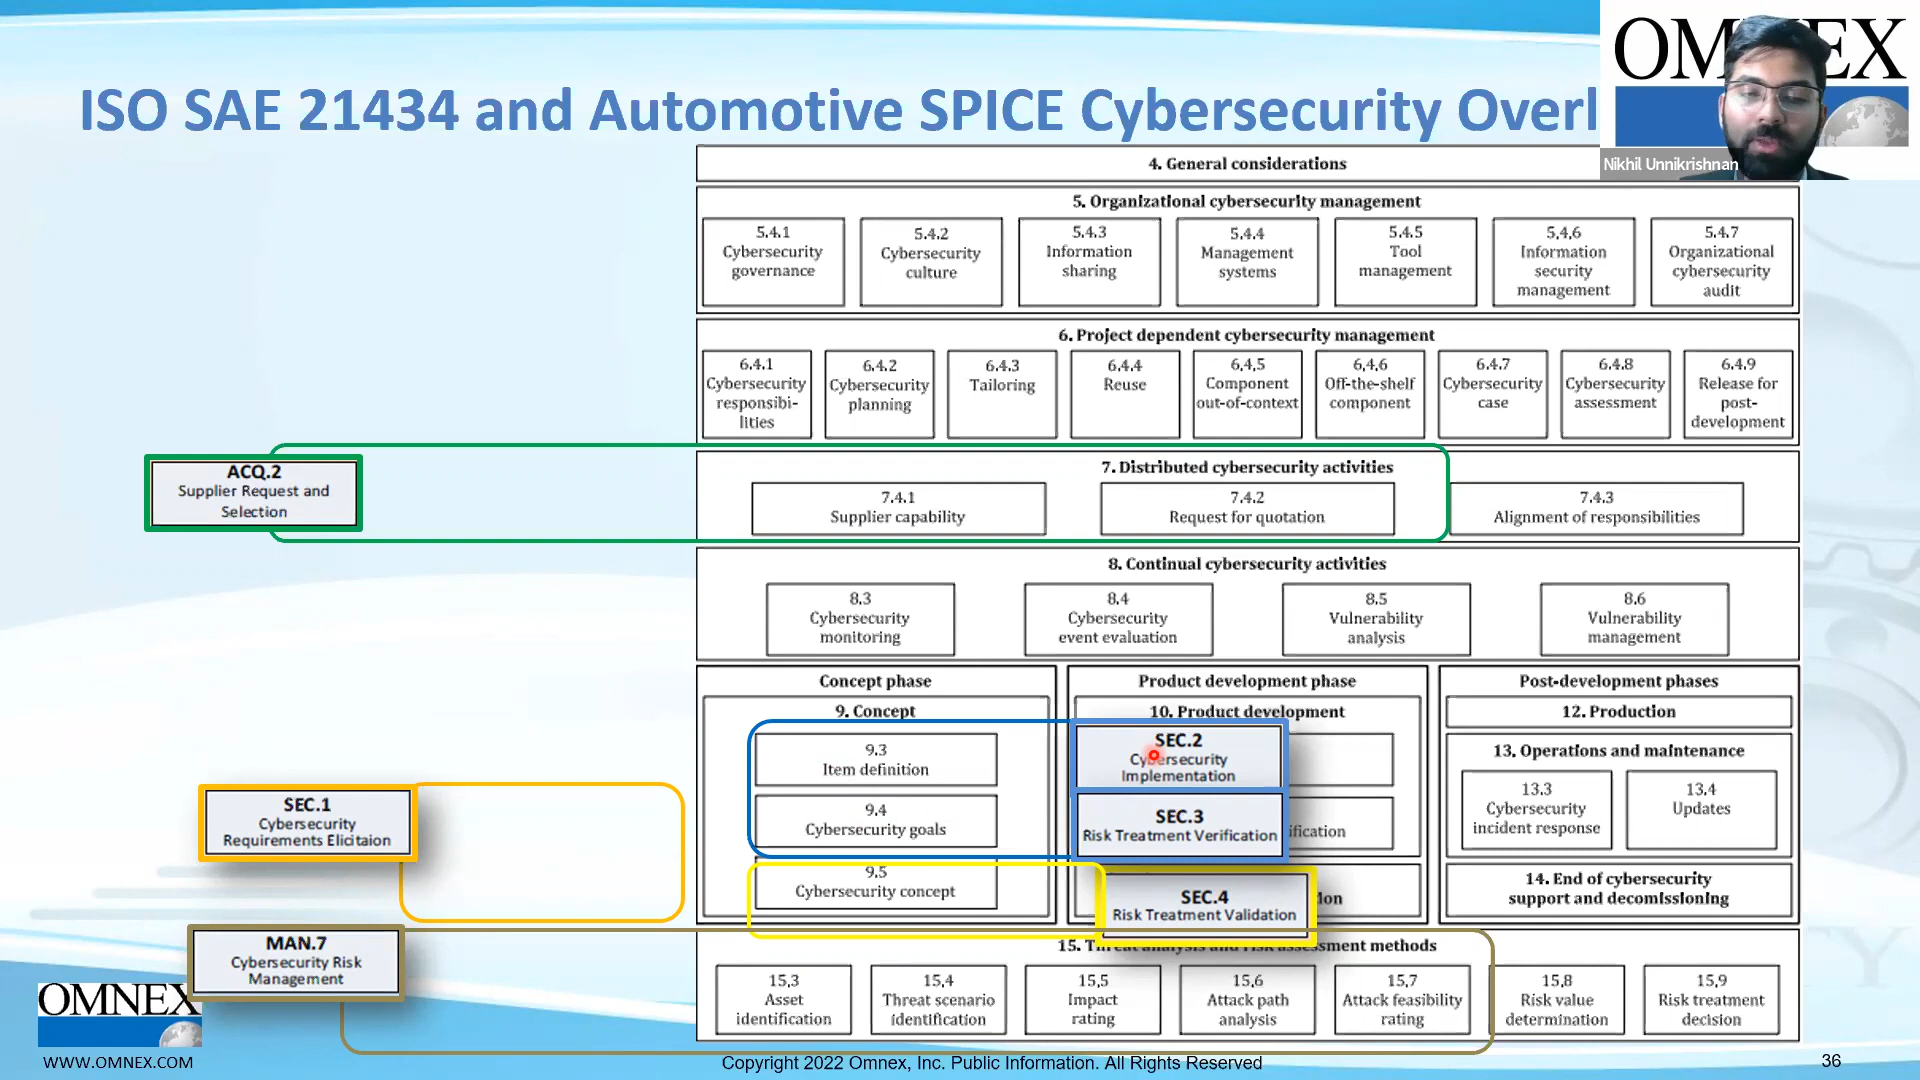 ISO SAE 21434 and Automotive SPICE Cybersecurity Overl
OMNEX
Nikhil Unnikrishnan
4. General considerations
5. Organizational cybersecurity management
5.4.1
Cybersecurity
governance
5.4.2
Cybersecurity
culture
5.4.3
Information
sharing
5.4.4
Management
systems
5.4.5
Tool
management
5.4.6
Information
security
management
5.4.7
Organizational
cybersecurity
audit
6. Project dependent cybersecurity management
6.4.1
Cybersecurity
responsibi-
lities
6.4.2
Cybersecurity
planning
6.4.3
Tailoring
6.4.4
Reuse
6.4.5
Component
out-of-context
6.4.6
Off-the-shelf
component
6.4.7
Cybersecurity
case
6.4.8
Cybersecurity
assessment
6.4.9
Release for
post-
development
ACQ.2
Supplier Request and
Selection
7. Distributed cybersecurity activities
7.4.1
Supplier capability
7.4.2
Request for quotation
7.4.3
Alignment of responsibilities
8. Continual cybersecurity activities
8.3
Cybersecurity
monitoring
8.4
Cybersecurity
event evaluation
8.5
Vulnerability
analysis
8.6
Vulnerability
management
Concept phase
9. Concept
9.3
Item definition
9.4
Cybersecurity goals
9.5
Cybersecurity concept
Product development phase
10. Product development
SEC.2
Cybersecurity
Implementation
SEC.3
Risk Treatment Verification
ification
SEC.4
Risk Treatment Validation
ion
Post-development phases
12. Production
13. Operations and maintenance
13.3
Cybersecurity
incident response
13.4
Updates
14. End of cybersecurity
support and decomissioning
SEC.1
Cybersecurity
Requirements Elicitaion
MAN.7
Cybersecurity Risk
Management
15. Threat analysis and risk assessment methods
15.3
Asset
identification
15.4
Threat scenario
identification
15.5
Impact
rating
15.6
Attack path
analysis
15.7
Attack feasibility
rating
15.8
Risk value
determination
15.9
Risk treatment
decision
OMNEX
WWW.OMNEX.COM
Copyright 2022 Omnex, Inc. Public Information. All Rights Reserved
36